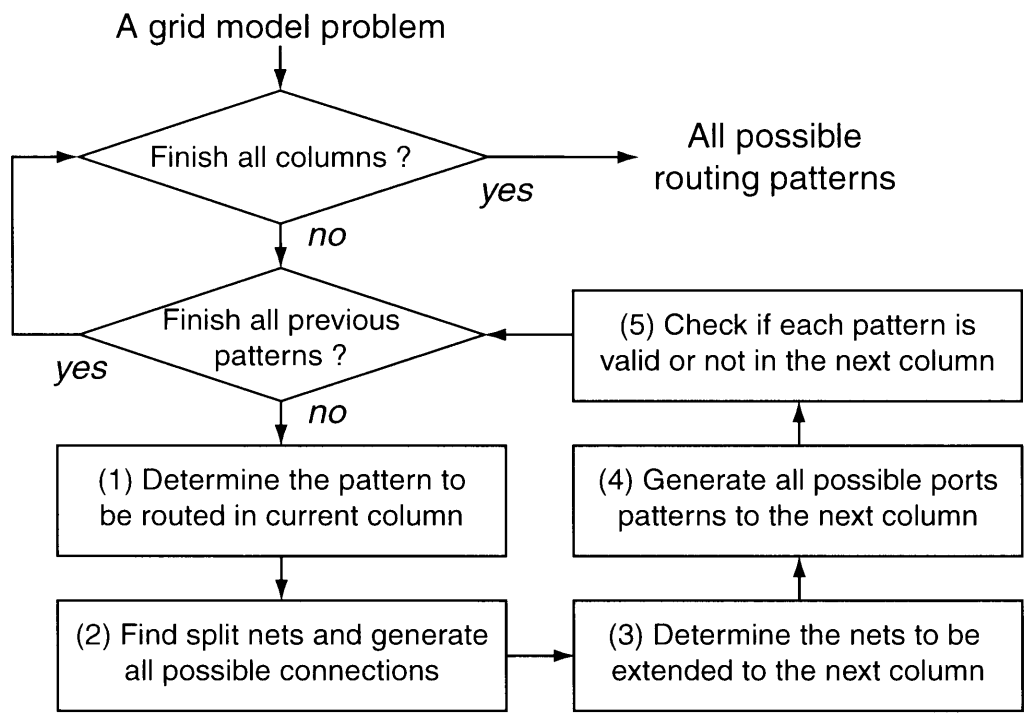 A grid model problem
Finish all columns ?
yes
All possible
routing patterns
no
Finish all previous
patterns ?
yes
no
(1) Determine the pattern to
be routed in current column
(2) Find split nets and generate
all possible connections
(3) Determine the nets to be
extended to the next column
(4) Generate all possible ports
patterns to the next column
(5) Check if each pattern is
valid or not in the next column